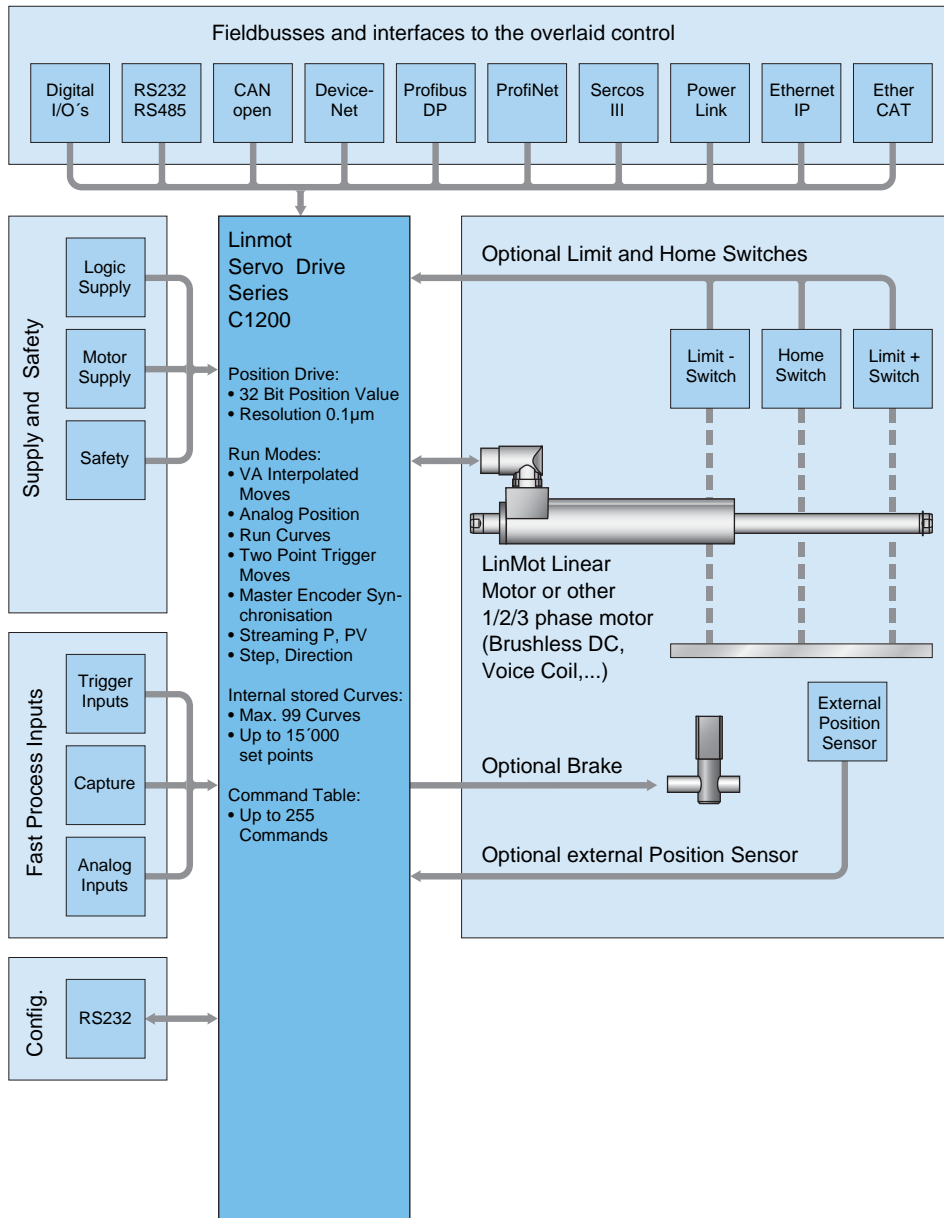 Fieldbusses and interfaces to the overlaid control
Digital
I/O´s
RS232
RS485
CAN
open
Device-
Net
Profibus
DP
ProfiNet
Sercos
III
Power
Link
Ethernet
IP
Ether
CAT
Supply and Safety
Logic
Supply
Motor
Supply
Safety
Fast Process Inputs
Trigger
Inputs
Capture
Analog
Inputs
Config.
RS232
Linmot
Servo Drive
Series
C1200
Position Drive:
• 32 Bit Position Value
• Resolution 0.1µm
Run Modes:
• VA Interpolated
Moves
• Analog Position
• Run Curves
• Two Point Trigger
Moves
• Master Encoder Syn-
chronisation
• Streaming P, PV
• Step, Direction
Internal stored Curves:
• Max. 99 Curves
• Up to 15´000
set points
Command Table:
• Up to 255
Commands
Optional Limit and Home Switches
Limit -
Switch
Home
Switch
Limit +
Switch
LinMot Linear
Motor or other
1/2/3 phase motor
(Brushless DC,
Voice Coil,...)
External
Position
Sensor
Optional Brake
Optional external Position Sensor